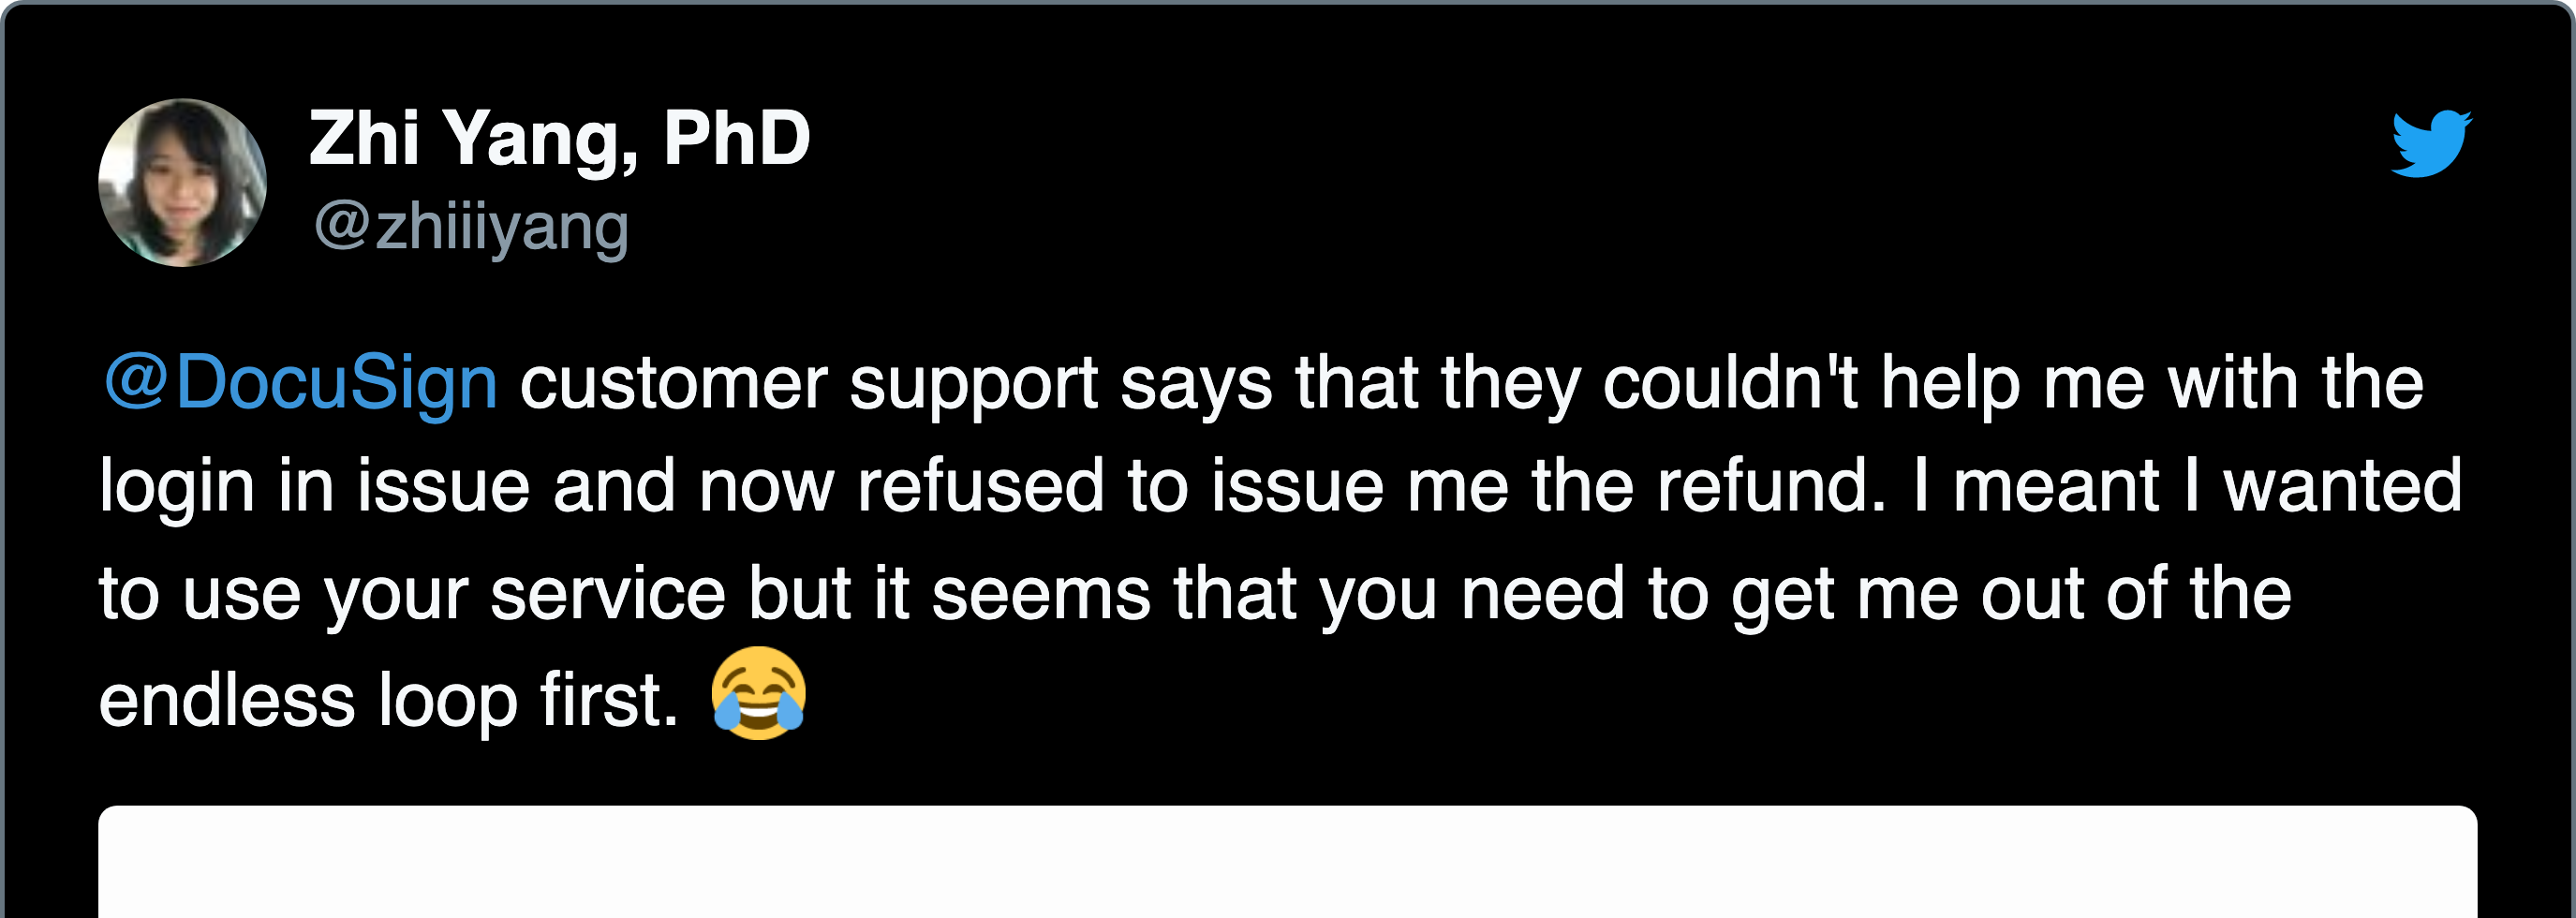 Zhi Yang, PhD
@zhiiiyang
@DocuSign customer support says that they couldn't help me with the
login in issue and now refused to issue me the refund. I meant I wanted
to use your service but it seems that you need to get me out of the
endless loop first. 😂